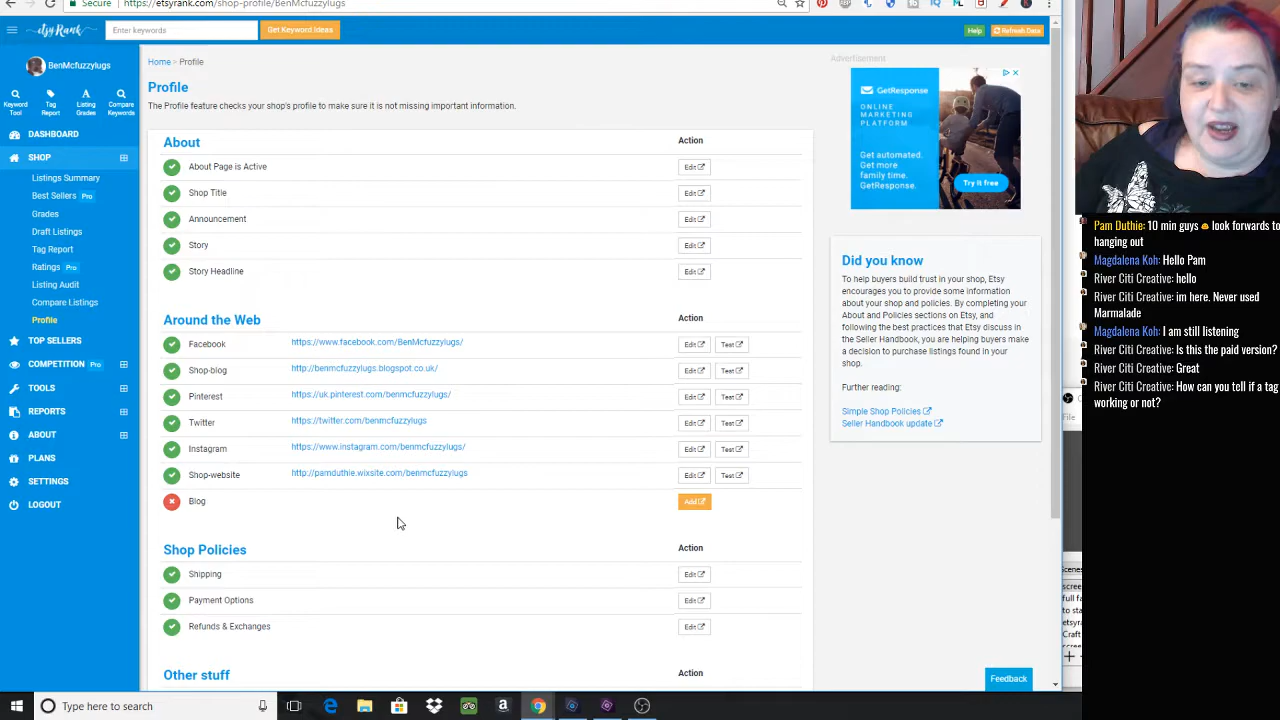 Secure
https://etsyrank.com/shop-profile/BenMcfuzzylugs
etsyRank
Enter keywords
Get Keyword Ideas
Help
Refresh Data
BenMcfuzzylugs
Keyword Tool
Tag Report
Listing Grades
Compare Keywords
DASHBOARD
SHOP
Listings Summary
Best Sellers Pro
Grades
Draft Listings
Tag Report
Ratings Pro
Listing Audit
Compare Listings
Profile
TOP SELLERS
COMPETITION Pro
TOOLS
REPORTS
ABOUT
PLANS
SETTINGS
LOGOUT
Home > Profile
Profile
The Profile feature checks your shop's profile to make sure it is not missing important information.
About Action
About Page is Active Edit
Shop Title Edit
Announcement Edit
Story Edit
Story Headline Edit
Around the Web Action
Facebook https://www.facebook.com/BenMcfuzzylugs/ Edit Test
Shop-blog http://benmcfuzzylugs.blogspot.co.uk/ Edit Test
Pinterest https://uk.pinterest.com/benmcfuzzylugs/ Edit Test
Twitter https://twitter.com/benmcfuzzylugs Edit Test
Instagram https://www.instagram.com/benmcfuzzylugs/ Edit Test
Shop-website http://pamduthie.wixsite.com/benmcfuzzylugs Edit Test
Blog Add
Shop Policies Action
Shipping Edit
Payment Options Edit
Refunds & Exchanges Edit
Other stuff Action
Advertisement
GetResponse
ONLINE
MARKETING
PLATFORM
Get automated.
Get more
family time.
GetResponse.
Try it free
Did you know
To help buyers build trust in your shop, Etsy
encourages you to provide some information
about your shop and policies. By completing your
About and Policies sections on Etsy, and
following the best practices that Etsy discuss in
the Seller Handbook, you are helping buyers make
a decision to purchase listings found in your
shop.
Further reading:
Simple Shop Policies
Seller Handbook update
Feedback
Pam Duthie: 10 min guys look forwards to
hanging out
Magdalena Koh: Hello Pam
River Citi Creative: hello
River Citi Creative: im here. Never used
Marmalade
Magdalena Koh: I am still listening
River Citi Creative: Is this the paid version?
River Citi Creative: Great
River Citi Creative: How can you tell if a tag
working or not?
File
Scenes
scree
full fa
to sta
etsyra
Craft
Type here to search